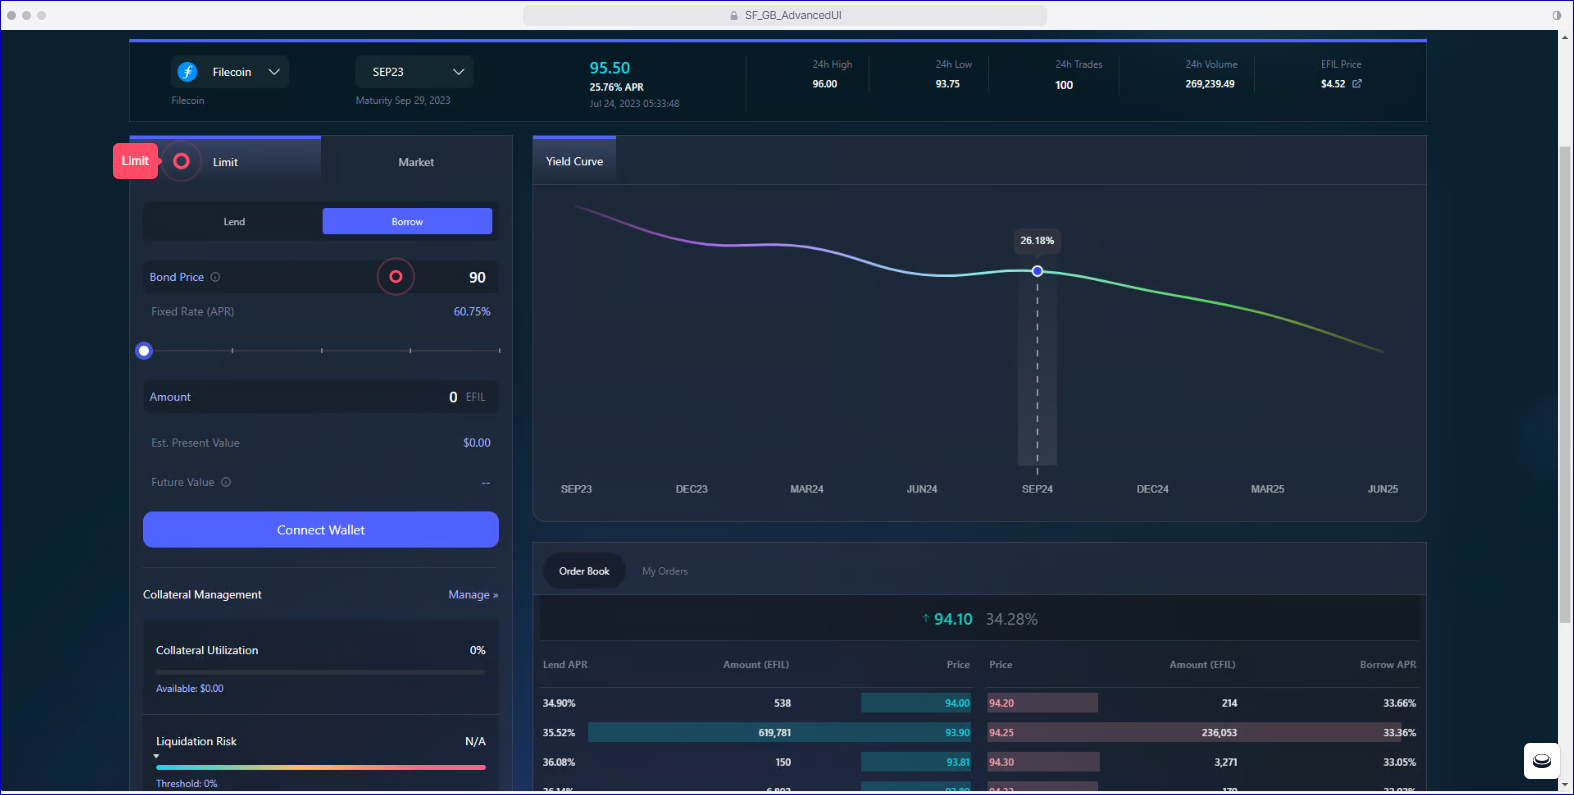 SF_GB_AdvancedUI
Filecoin
SEP23
95.50
25.76% APR
Jul 24, 2023 05:33:48
Filecoin
Maturity Sep 29, 2023
24h High
96.00
24h Low
93.75
24h Trades
100
24h Volume
269,239.49
EFIL Price
$4.52
Limit
Limit
Market
Lend
Borrow
Bond Price
90
Fixed Rate (APR)
60.75%
Amount
0 EFIL
Est. Present Value
$0.00
Future Value
--
Connect Wallet
Collateral Management
Manage »
Collateral Utilization
0%
Available: $0.00
Liquidation Risk
N/A
Threshold: 0%
Yield Curve
26.18%
SEP23 DEC23 MAR24 JUN24 SEP24 DEC24 MAR25 JUN25
Order Book
My Orders
↑ 94.10 34.28%
Lend APR Amount (EFIL) Price Price Amount (EFIL) Borrow APR
34.90% 538 94.00 94.20 214 33.66%
35.52% 619,781 93.90 94.25 236,053 33.36%
36.08% 150 93.81 94.30 3,271 33.05%